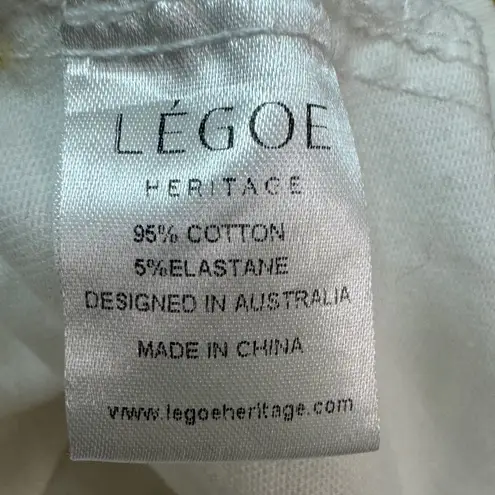 LÉGOE
HERITAGE
95% COTTON
5%ELASTANE
DESIGNED IN AUSTRALIA
MADE IN CHINA
www.legoeheritage.com